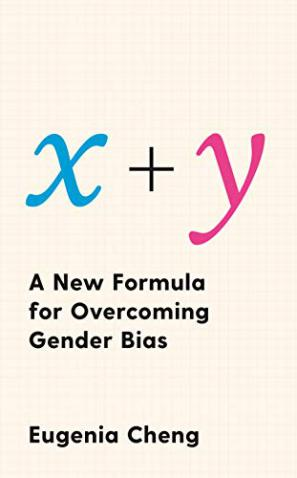 x + y
A New Formula
for Overcoming
Gender Bias
Eugenia Cheng